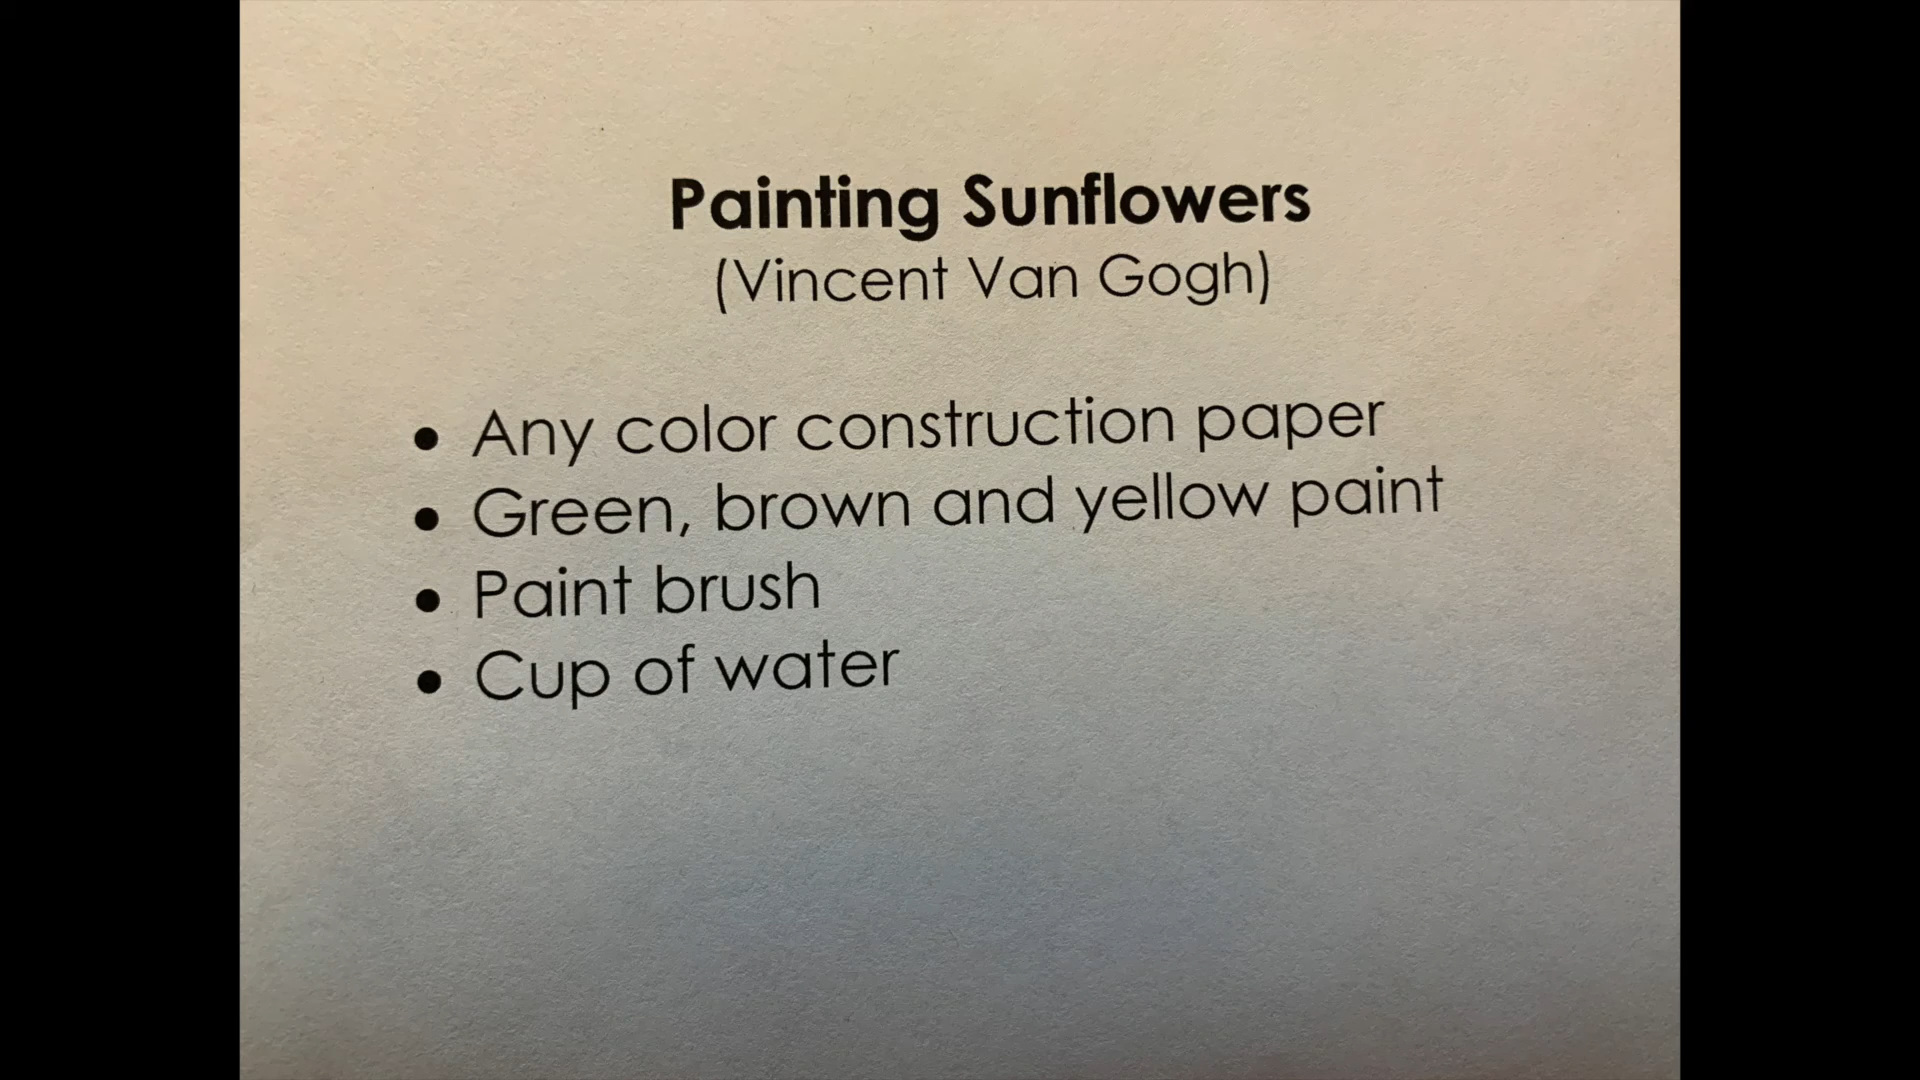 Painting Sunflowers
(Vincent Van Gogh)
• Any color construction paper
• Green, brown and yellow paint
• Paint brush
• Cup of water